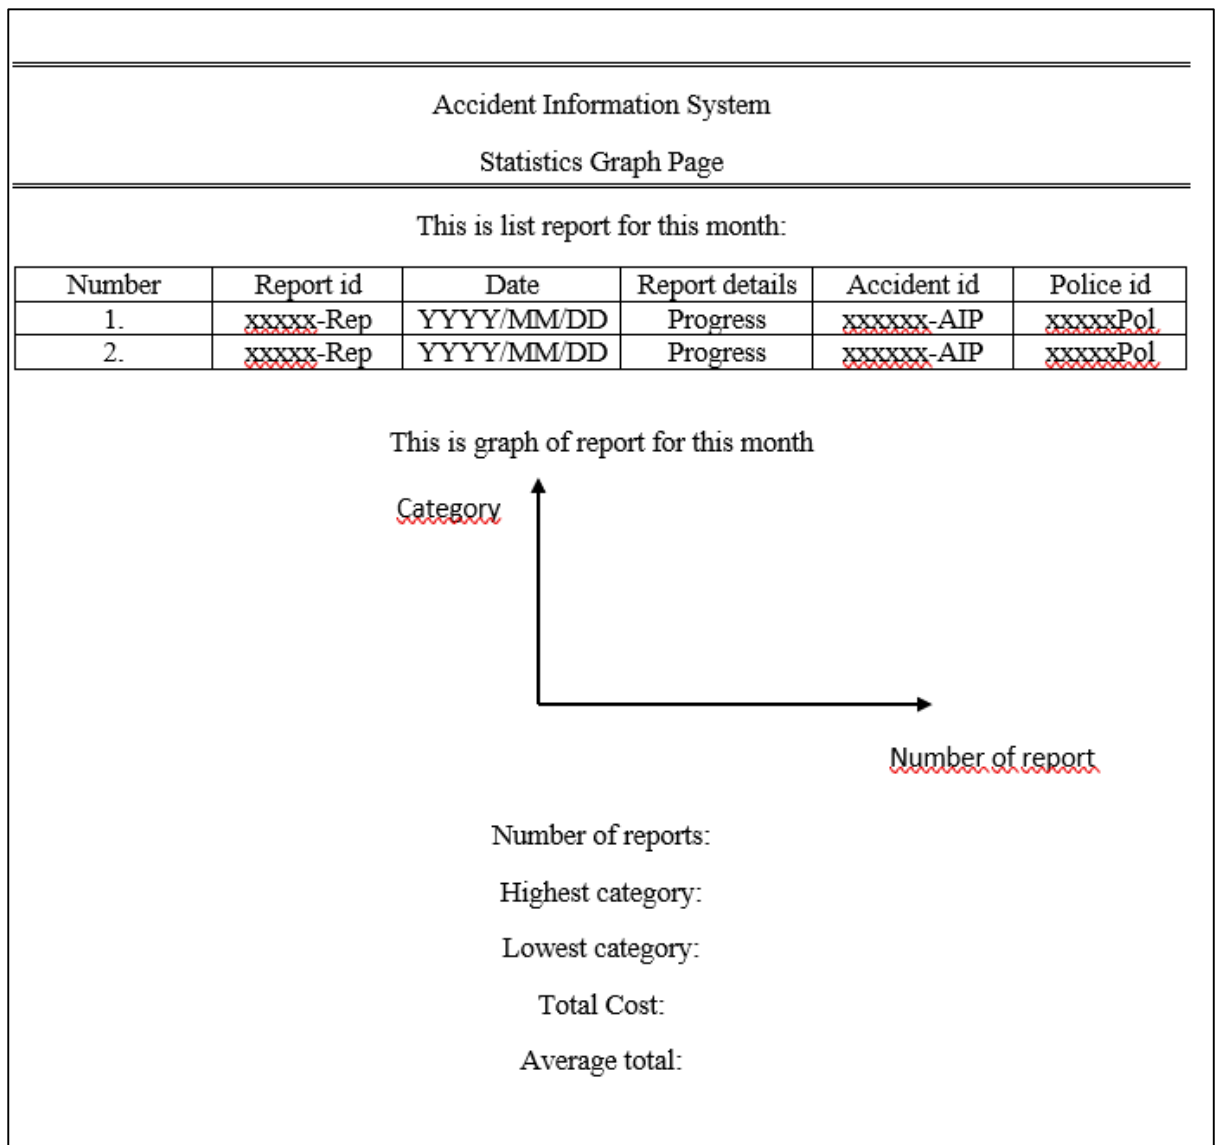 Accident Information System
Statistics Graph Page
This is list report for this month:
Number Report id Date Report details Accident id Police id
1. xxxxx-Rep YYYY/MM/DD Progress xxxxxx-AIP xxxxxPol
2. xxxxx-Rep YYYY/MM/DD Progress xxxxxx-AIP xxxxxPol
This is graph of report for this month
Category
Number of report
Number of reports:
Highest category:
Lowest category:
Total Cost:
Average total: